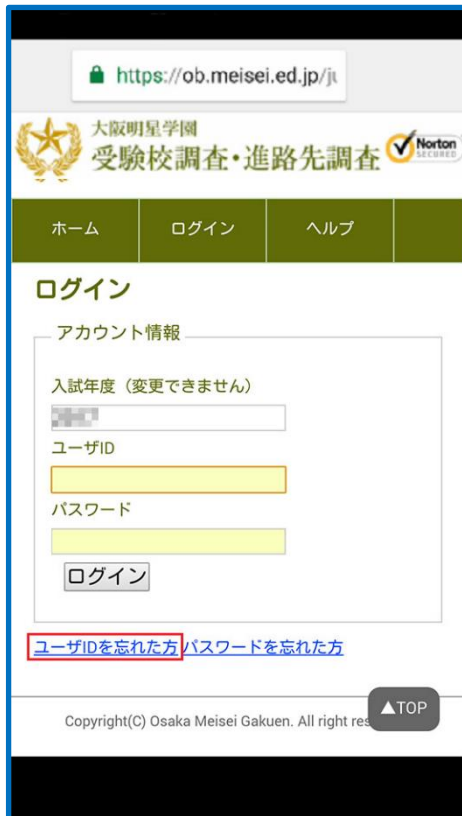 https://ob.meisei.ed.jp/ju
大阪明星学園
受験校調査・進路先調査
Norton
SECURED
ホーム ログイン ヘルプ
ログイン
アカウント情報
入試年度（変更できません）
ユーザID
パスワード
ログイン
ユーザIDを忘れた方 パスワードを忘れた方
▲TOP
Copyright(C) Osaka Meisei Gakuen. All right res